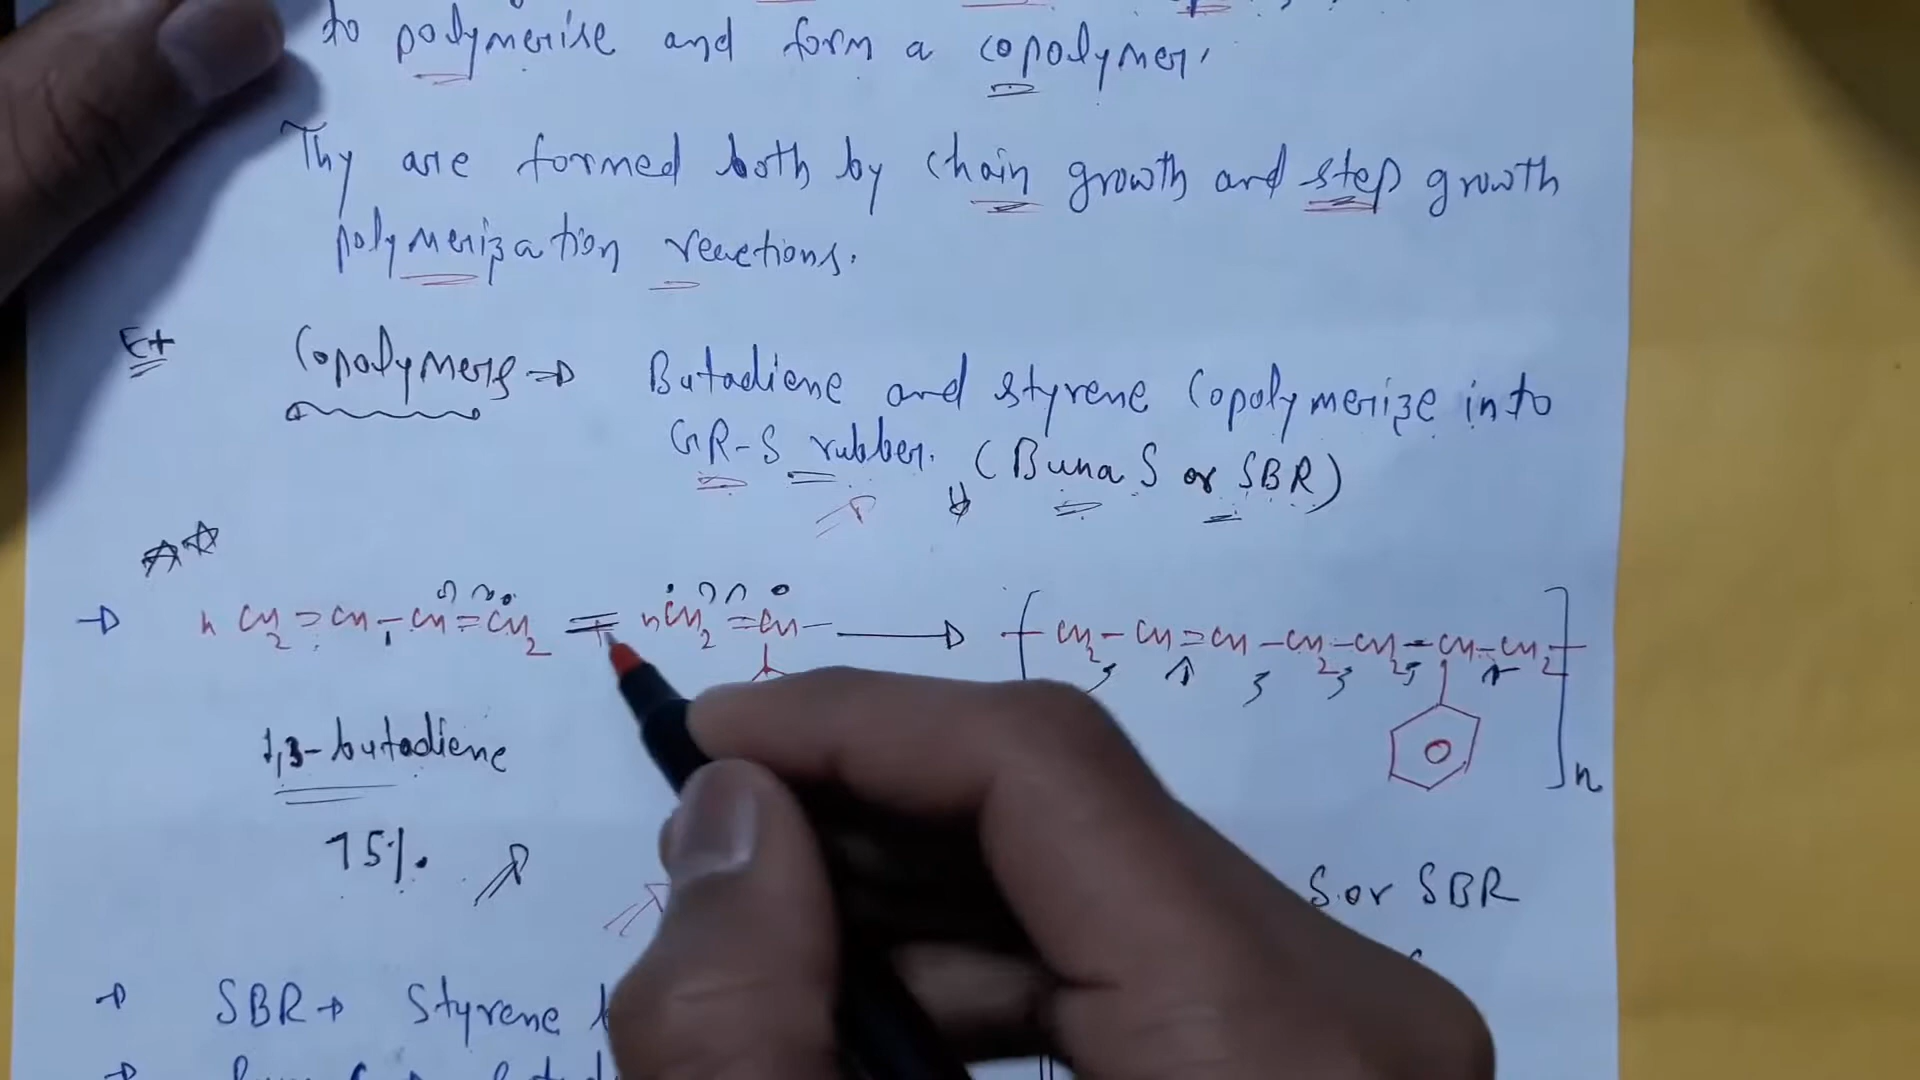 to polymerise and form a copolymer.
Thy are formed both by chain growth and step growth
polymerization reactions.
Ex Copolymers → Butadiene and styrene Copolymerize into
GR-S rubber. (Buna S or SBR)
→ n CH2=CH-CH=CH2 + nCH2=CH- → [CH2-CH=CH-CH2-CH2-CH-CH2]n
1,3-butadiene
75%.
S or SBR
→ SBR → Styrene